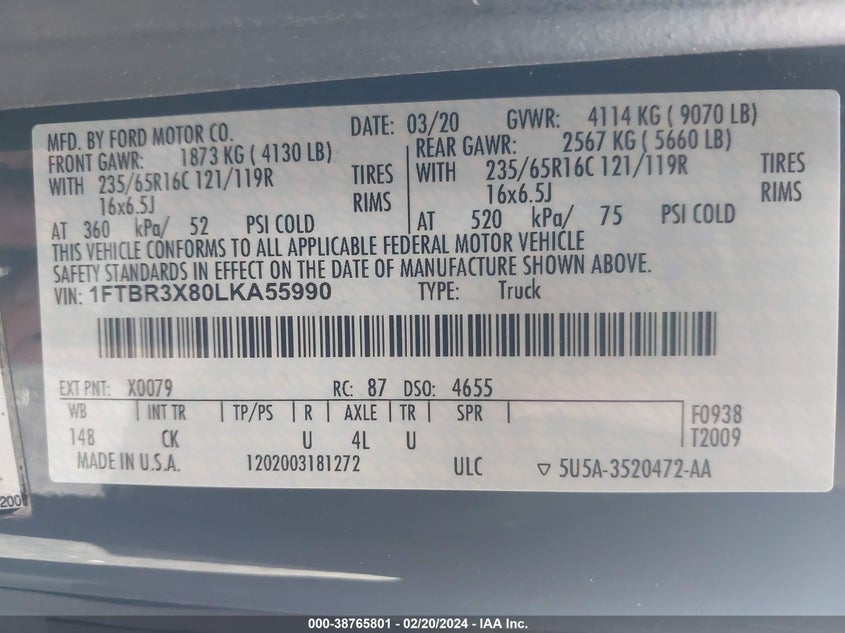 MFD. BY FORD MOTOR CO. DATE: 03/20 GVWR: 4114 KG ( 9070 LB)
FRONT GAWR: 1873 KG ( 4130 LB) REAR GAWR: 2567 KG ( 5660 LB)
WITH 235/65R16C 121/119R TIRES WITH 235/65R16C 121/119R TIRES
16x6.5J RIMS 16x6.5J RIMS
AT 360 kPa/ 52 PSI COLD AT 520 kPa/ 75 PSI COLD
THIS VEHICLE CONFORMS TO ALL APPLICABLE FEDERAL MOTOR VEHICLE
SAFETY STANDARDS IN EFFECT ON THE DATE OF MANUFACTURE SHOWN ABOVE.
VIN: 1FTBR3X80LKA55990 TYPE: Truck
EXT PNT: X0079 RC: 87 DSO: 4655
WB INT TR TP/PS R AXLE TR SPR F0938
148 CK U 4L U T2009
MADE IN U.S.A. 1202003181272 ULC ▽ 5U5A-3520472-AA
200
000-38765801 - 02/20/2024 - IAA Inc.